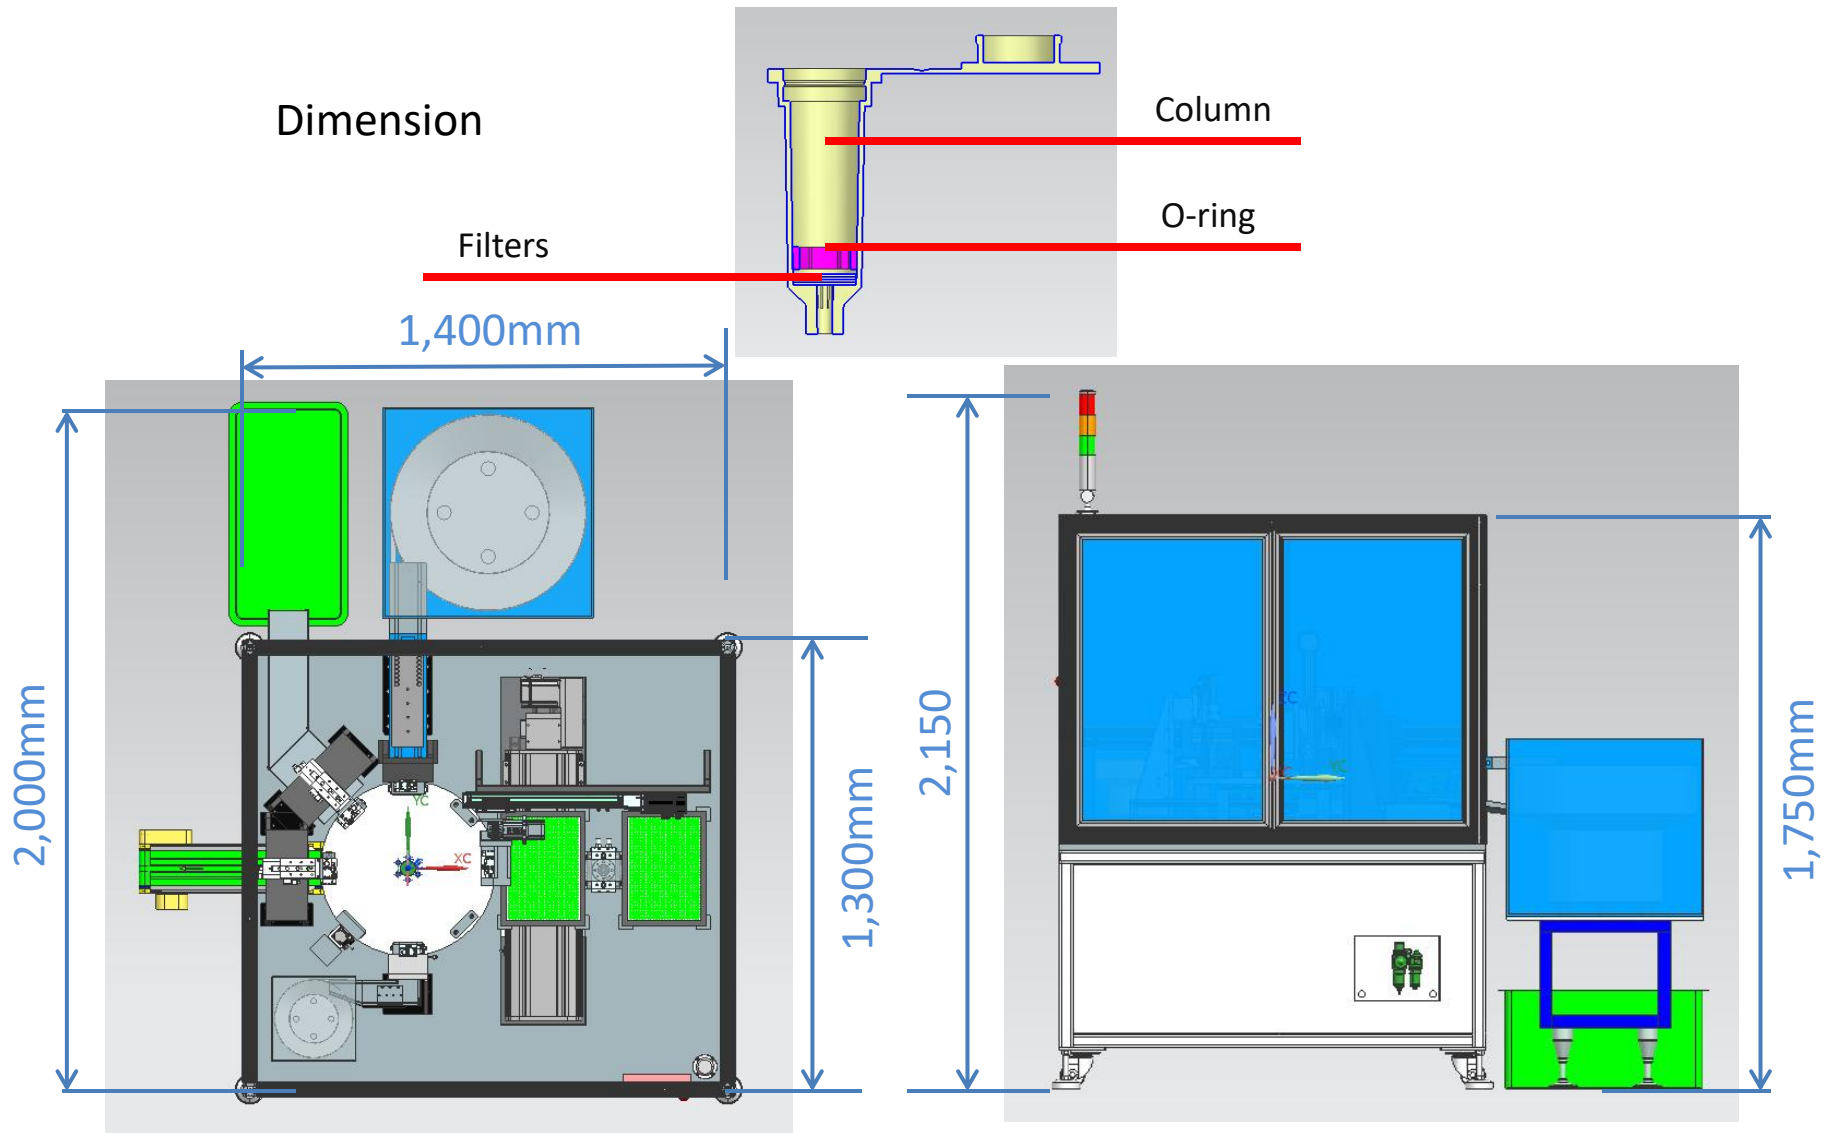 Dimension
Column
O-ring
Filters
1,400mm
2,000mm
1,300mm
2,150
1,750mm
YC
XC